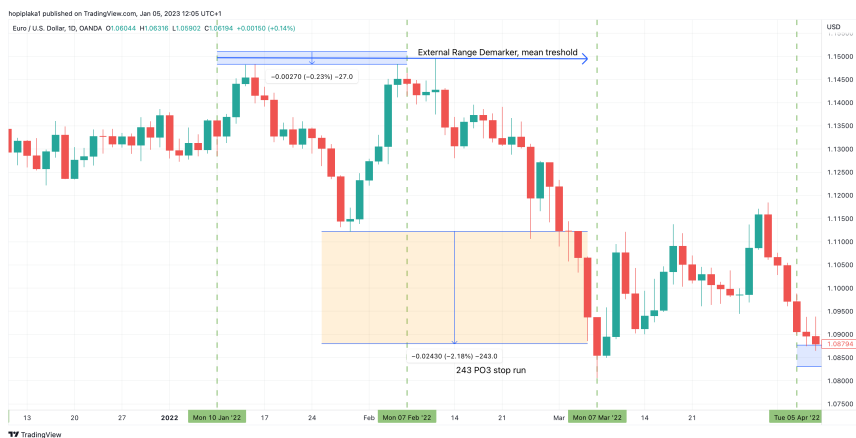 hopiplaka1 published on TradingView.com, Jan 05, 2023 12:05 UTC+1
Euro / U.S. Dollar, 1D, OANDA O1.06044 H1.06316 L1.05902 C1.06194 +0.00150 (+0.14%)
USD
External Range Demarker, mean treshold
1.15000
−0.00270 (−0.23%) −27.0
1.14500
1.14000
1.13500
1.13000
1.12500
1.12000
1.11500
1.11000
1.10500
1.10000
1.09500
1.09000
1.08794
−0.02430 (−2.18%) −243.0
1.08500
243 PO3 stop run
1.08000
1.07500
13 20 27 2022 Mon 10 Jan '22 17 24 Feb Mon 07 Feb '22 14 21 Mar Mon 07 Mar '22 14 21 Tue 05 Apr '22
TradingView